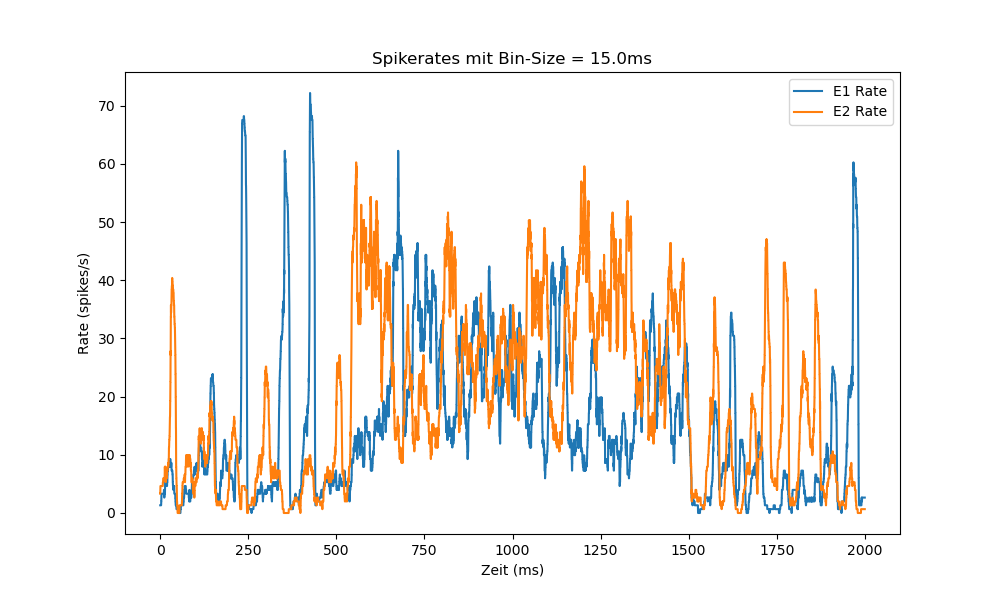 Spikerates mit Bin-Size = 15.0ms
E1 Rate
E2 Rate
Rate (spikes/s)
70
60
50
40
30
20
10
0
0 250 500 750 1000 1250 1500 1750 2000
Zeit (ms)